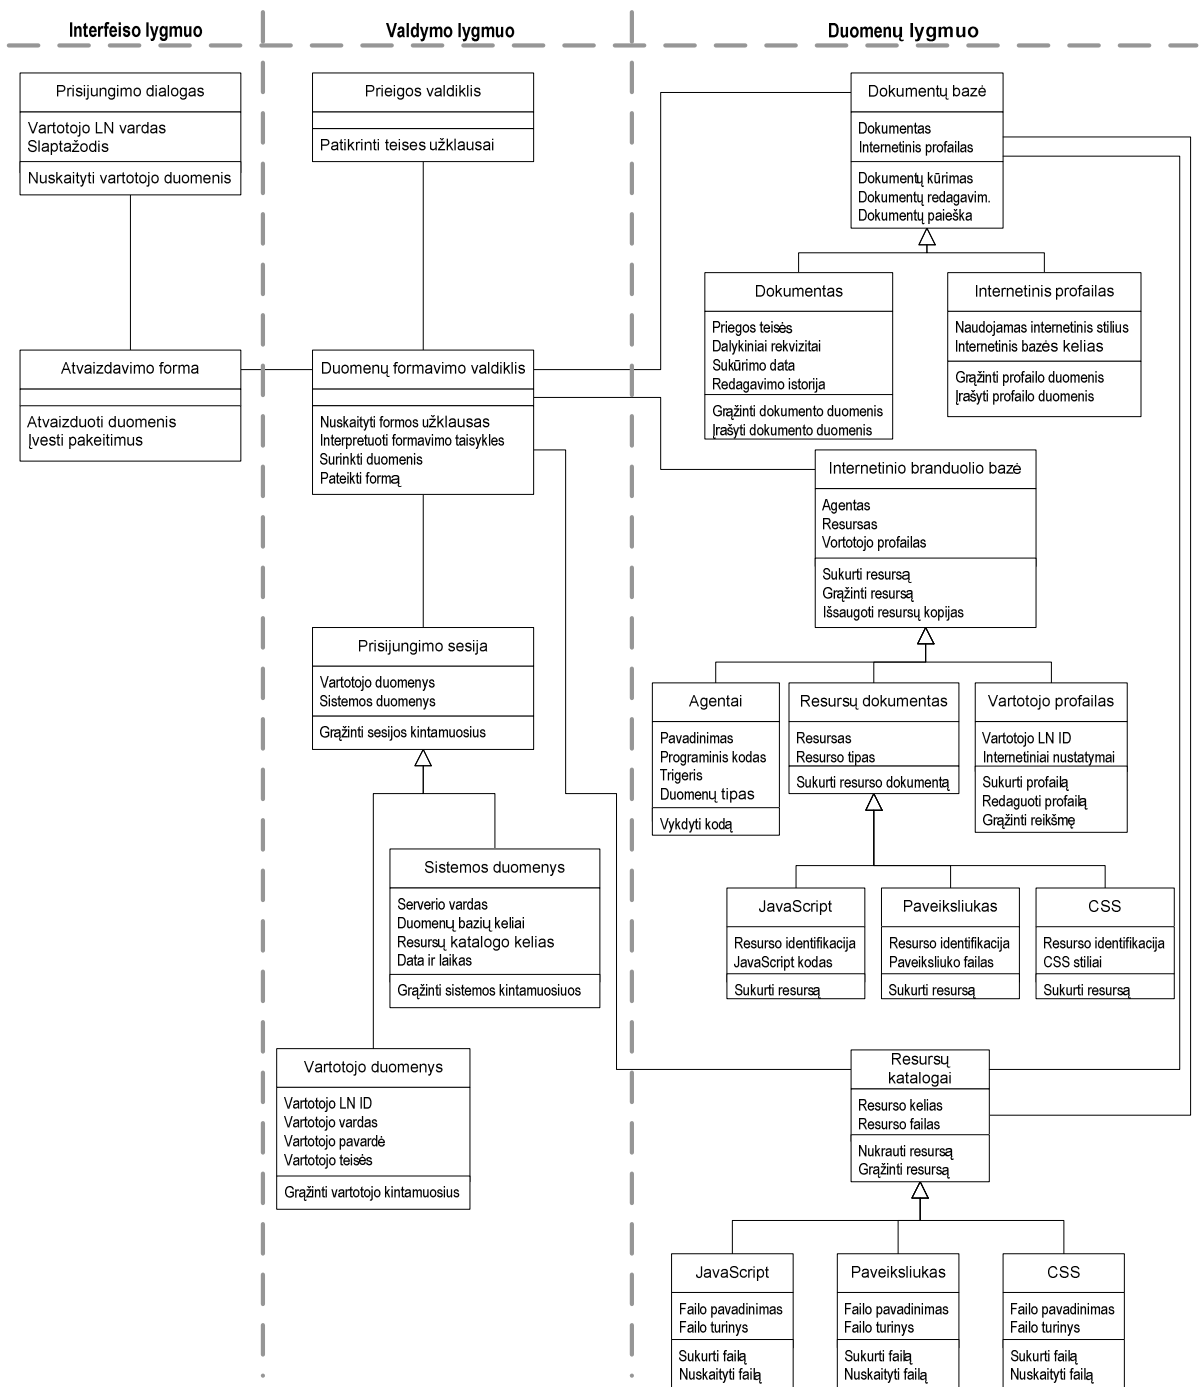 Interfeiso lygmuo
Valdymo lygmuo
Duomenų lygmuo
Prisijungimo dialogas
Vartotojo LN vardas
Slaptažodis
Nuskaityti vartotojo duomenis
Atvaizdavimo forma
Atvaizduoti duomenis
Įvesti pakeitimus
Prieigos valdiklis
Patikrinti teises užklausai
Duomenų formavimo valdiklis
Nuskaityti formos užklausas
Interpretuoti formavimo taisykles
Surinkti duomenis
Pateikti formą
Prisijungimo sesija
Vartotojo duomenys
Sistemos duomenys
Grąžinti sesijos kintamuosius
Sistemos duomenys
Serverio vardas
Duomenų bazių keliai
Resursų katalogo kelias
Data ir laikas
Grąžinti sistemos kintamuosiuos
Vartotojo duomenys
Vartotojo LN ID
Vartotojo vardas
Vartotojo pavardė
Vartotojo teisės
Grąžinti vartotojo kintamuosius
Dokumentų bazė
Dokumentas
Internetinis profailas
Dokumentų kūrimas
Dokumentų redagavim.
Dokumentų paieška
Dokumentas
Priegos teisės
Dalykiniai rekvizitai
Sukūrimo data
Redagavimo istorija
Grąžinti dokumento duomenis
Įrašyti dokumento duomenis
Internetinis profailas
Naudojamas internetinis stilius
Internetinis bazės kelias
Grąžinti profailo duomenis
Įrašyti profailo duomenis
Internetinio branduolio bazė
Agentas
Resursas
Vortotojo profailas
Sukurti resursą
Grąžinti resursą
Išsaugoti resursų kopijas
Agentai
Pavadinimas
Programinis kodas
Trigeris
Duomenų tipas
Vykdyti kodą
Resursų dokumentas
Resursas
Resurso tipas
Sukurti resurso dokumentą
Vartotojo profailas
Vartotojo LN ID
Internetiniai nustatymai
Sukurti profailą
Redaguoti profailą
Grąžinti reikšmę
JavaScript
Resurso identifikacija
JavaScript kodas
Sukurti resursą
Paveiksliukas
Resurso identifikacija
Paveiksliuko failas
Sukurti resursą
CSS
Resurso identifikacija
CSS stiliai
Sukurti resursą
Resursų
katalogai
Resurso kelias
Resurso failas
Nukrauti resursą
Grąžinti resursą
JavaScript
Failo pavadinimas
Failo turinys
Sukurti failą
Nuskaityti failą
Paveiksliukas
Failo pavadinimas
Failo turinys
Sukurti failą
Nuskaityti failą
CSS
Failo pavadinimas
Failo turinys
Sukurti failą
Nuskaityti failą